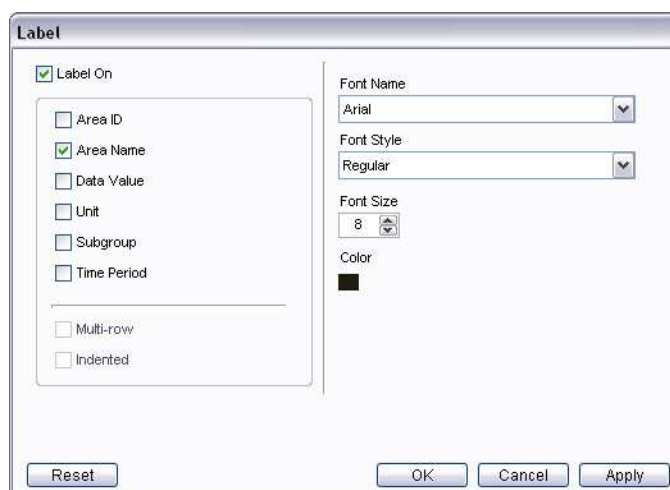 Label
Label On
Area ID
Area Name
Data Value
Unit
Subgroup
Time Period
Multi-row
Indented
Font Name
Arial
Font Style
Regular
Font Size
8
Color
Reset
OK
Cancel
Apply